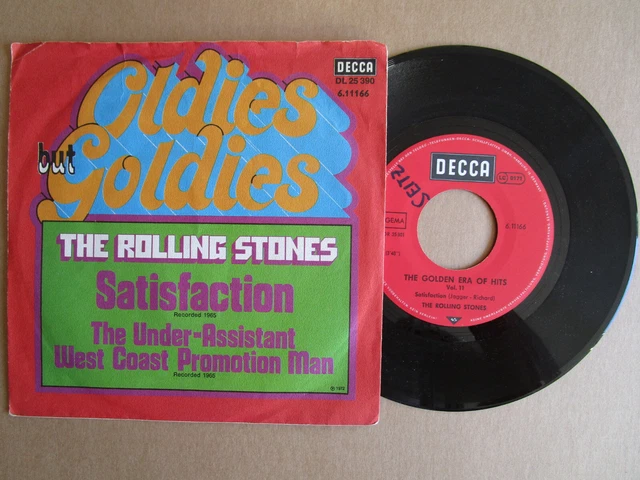 DECCA
DL 25 390
6.11166
Oldies
but
Goldies
THE ROLLING STONES
Satisfaction
Recorded 1965
The Under-Assistant
West Coast Promotion Man
Recorded 1965
DECCA
SEITZ
GEMA
6.11166
THE GOLDEN ERA OF HITS
Vol. 11
Satisfaction (Jagger - Richard)
THE ROLLING STONES
45